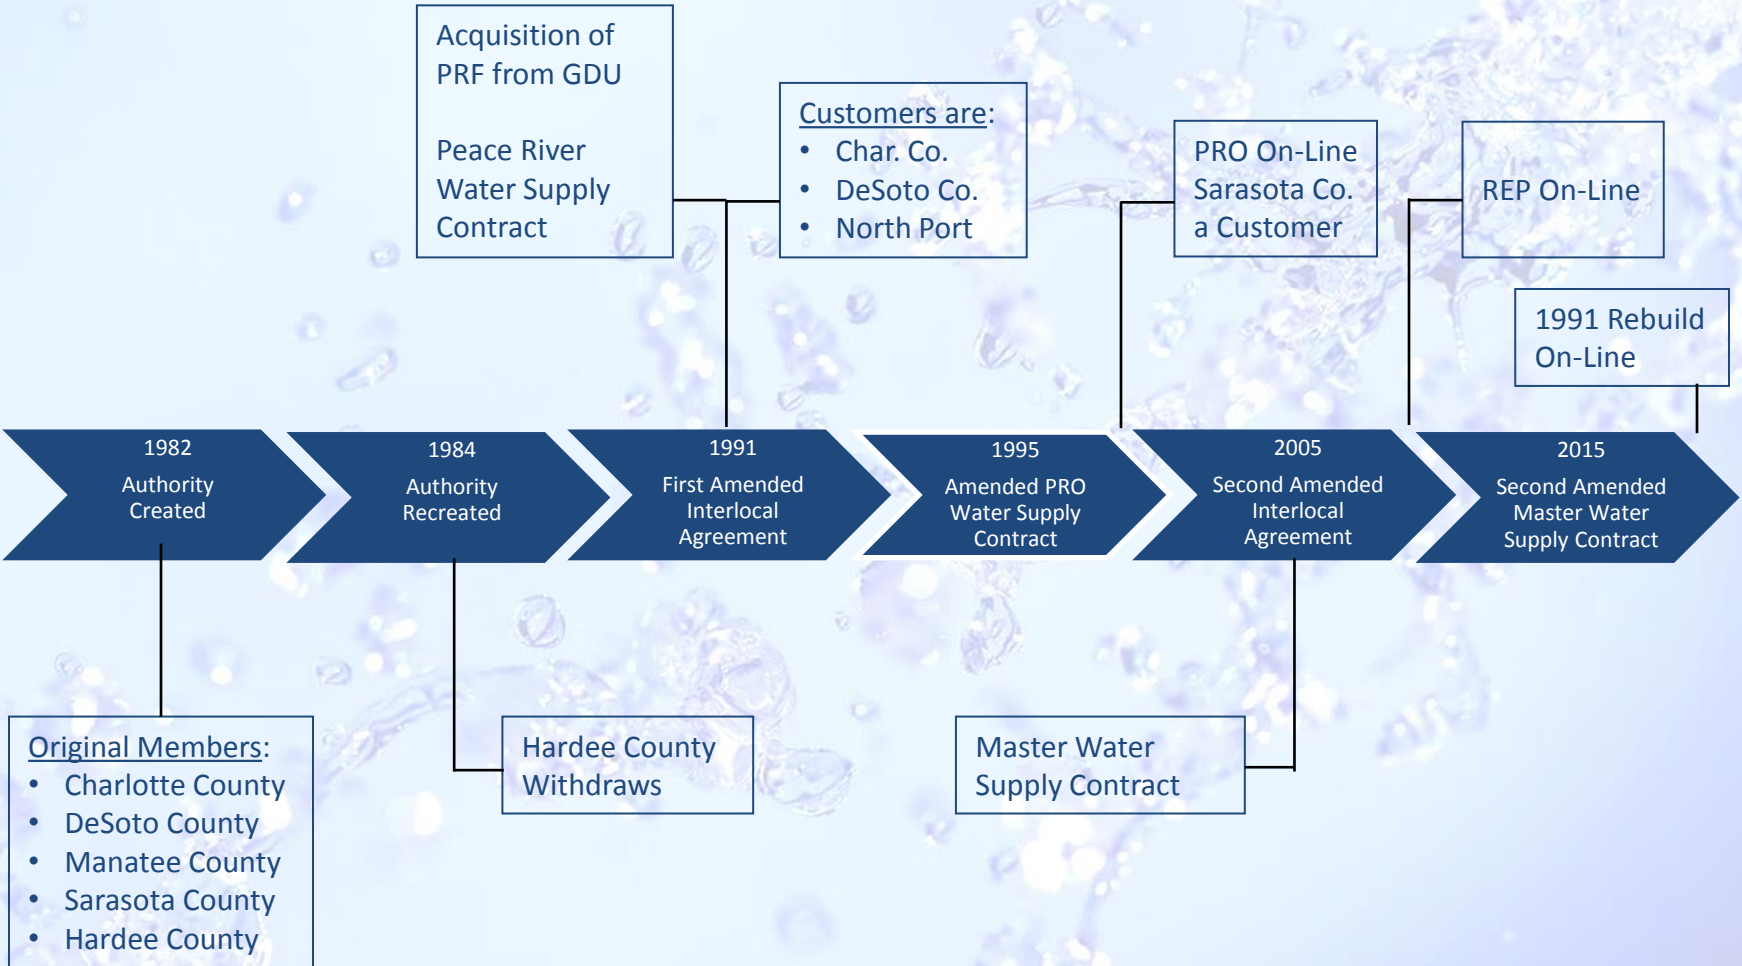 Acquisition of
PRF from GDU
Peace River
Water Supply
Contract
Customers are:
• Char. Co.
• DeSoto Co.
• North Port
PRO On-Line
Sarasota Co.
a Customer
REP On-Line
1991 Rebuild
On-Line
1982
Authority
Created
1984
Authority
Recreated
1991
First Amended
Interlocal
Agreement
1995
Amended PRO
Water Supply
Contract
2005
Second Amended
Interlocal
Agreement
2015
Second Amended
Master Water
Supply Contract
Original Members:
• Charlotte County
• DeSoto County
• Manatee County
• Sarasota County
• Hardee County
Hardee County
Withdraws
Master Water
Supply Contract